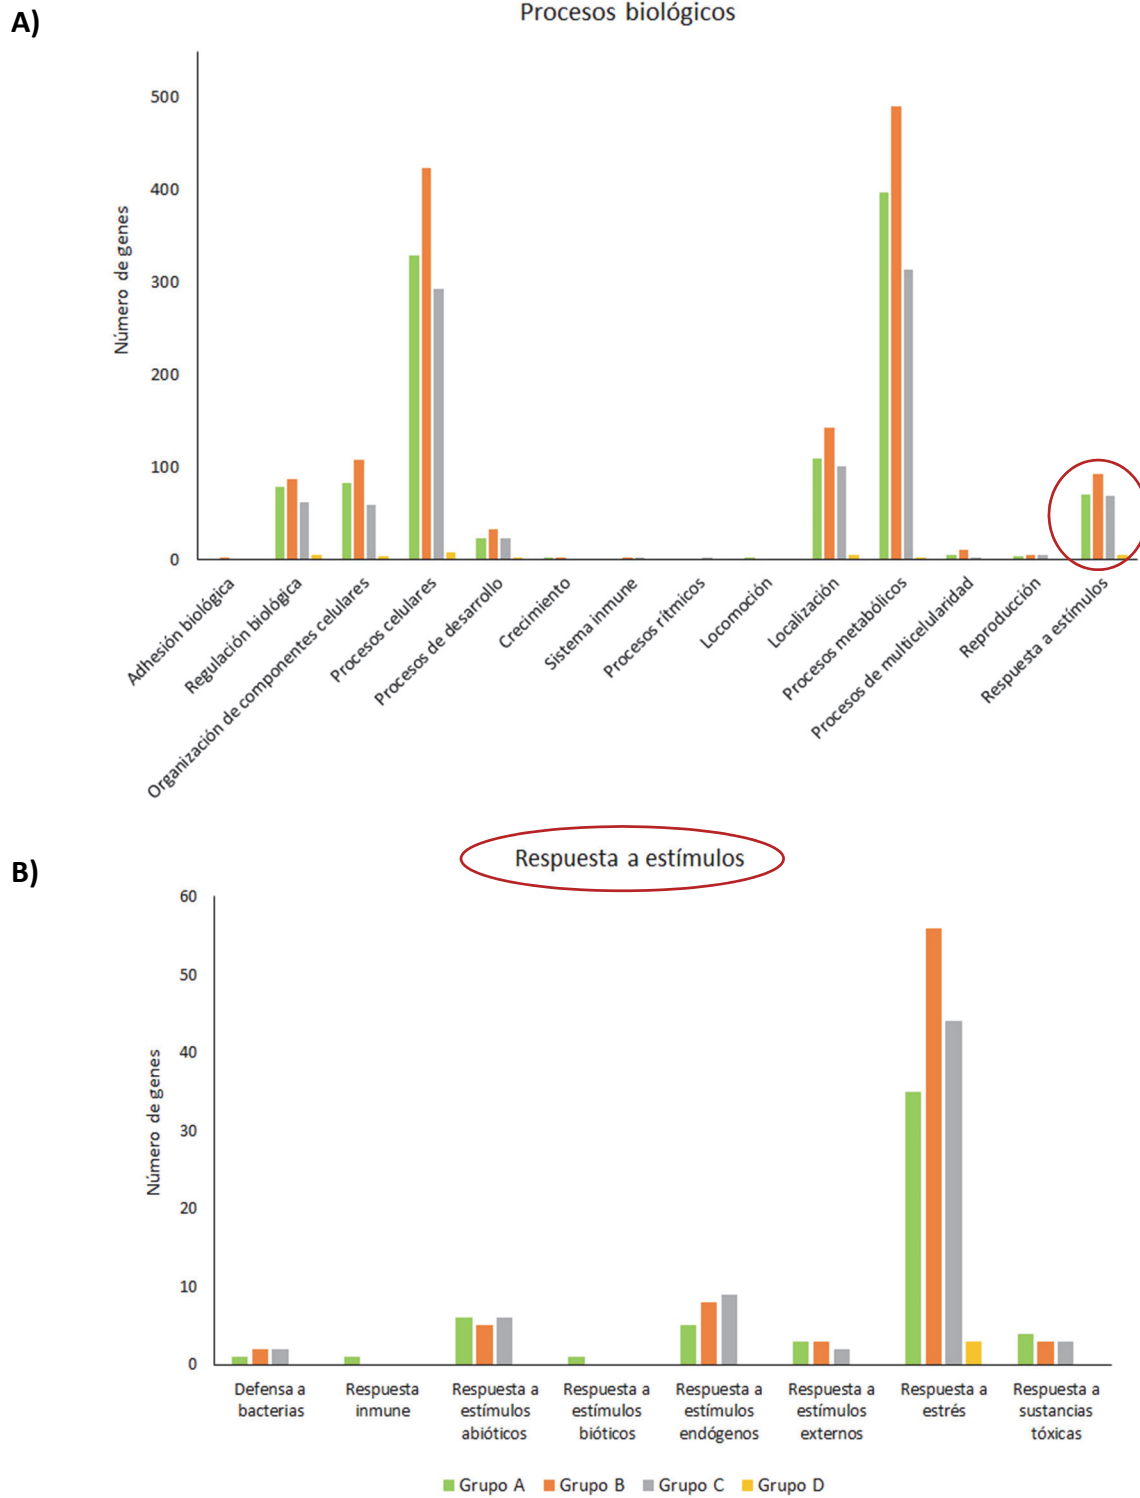 A)
Procesos biológicos
Número de genes
500
400
300
200
100
0
Adhesión biológica
Regulación biológica
Organización de componentes celulares
Procesos celulares
Procesos de desarrollo
Crecimiento
Sistema inmune
Procesos rítmicos
Locomoción
Localización
Procesos metabólicos
Procesos de multicelularidad
Reproducción
Respuesta a estímulos
B)
Respuesta a estímulos
Número de genes
60
50
40
30
20
10
0
Defensa a
bacterias
Respuesta
inmune
Respuesta a
estímulos
abióticos
Respuesta a
estímulos
bióticos
Respuesta a
estímulos
endógenos
Respuesta a
estímulos
externos
Respuesta a
estrés
Respuesta a
sustancias
tóxicas
Grupo A Grupo B Grupo C Grupo D